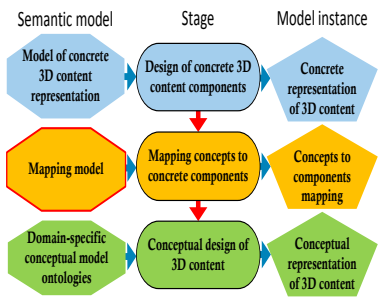 Semantic model
Stage
Model instance
Model of concrete
3D content
representation
Design of concrete 3D
content components
Concrete
representation
of 3D content
Mapping model
Mapping concepts to
concrete components
Concepts to
components
mapping
Domain-specific
conceptual model
ontologies
Conceptual design of
3D content
Conceptual
representation
of 3D content